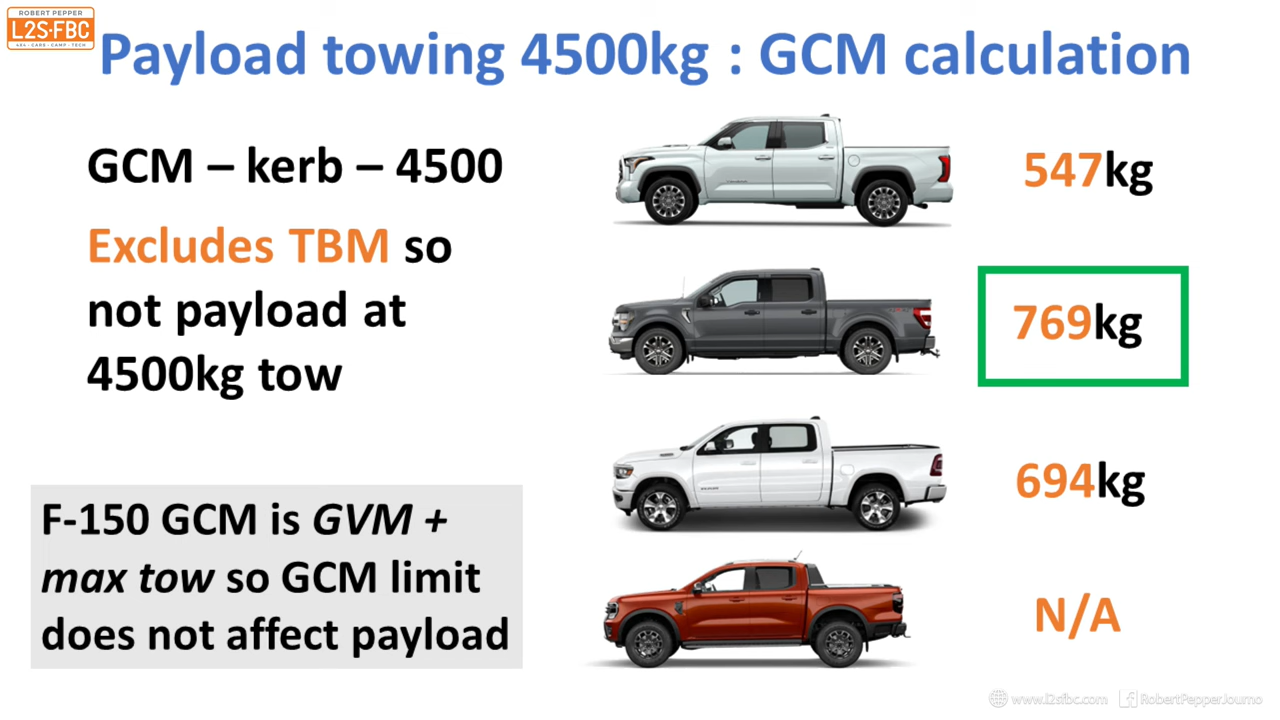 ROBERT PEPPER
L2S-FBC
4X4 - CARS - CAMP - TECH
Payload towing 4500kg : GCM calculation
GCM – kerb – 4500
Excludes TBM so
not payload at
4500kg tow
F-150 GCM is GVM +
max tow so GCM limit
does not affect payload
547kg
769kg
694kg
N/A
www.l2sfbc.com
RobertPepperJourno